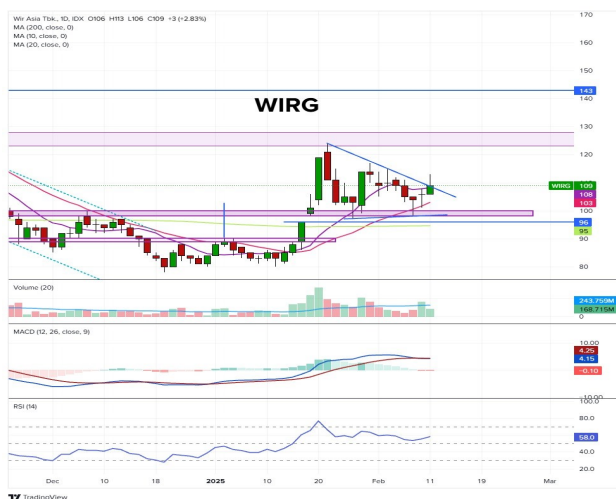 Wir Asia Tbk., 1D, IDX O106 H113 L106 C109 +3 (+2.83%)
MA (200, close, 0)
MA (10, close, 0)
MA (20, close, 0)
WIRG
170
160
150
143
130
120
WIRG 109
108
103
100
96
95
90
80
Volume (20)
243.759M
168.715M
0
MACD (12, 26, close, 9)
10.00
4.25
4.15
-0.10
-10.00
RSI (14)
100.0
80.0
58.0
40.0
20.0
Dec 10 18 2025 10 20 Feb 11 19 Mar
TradingView